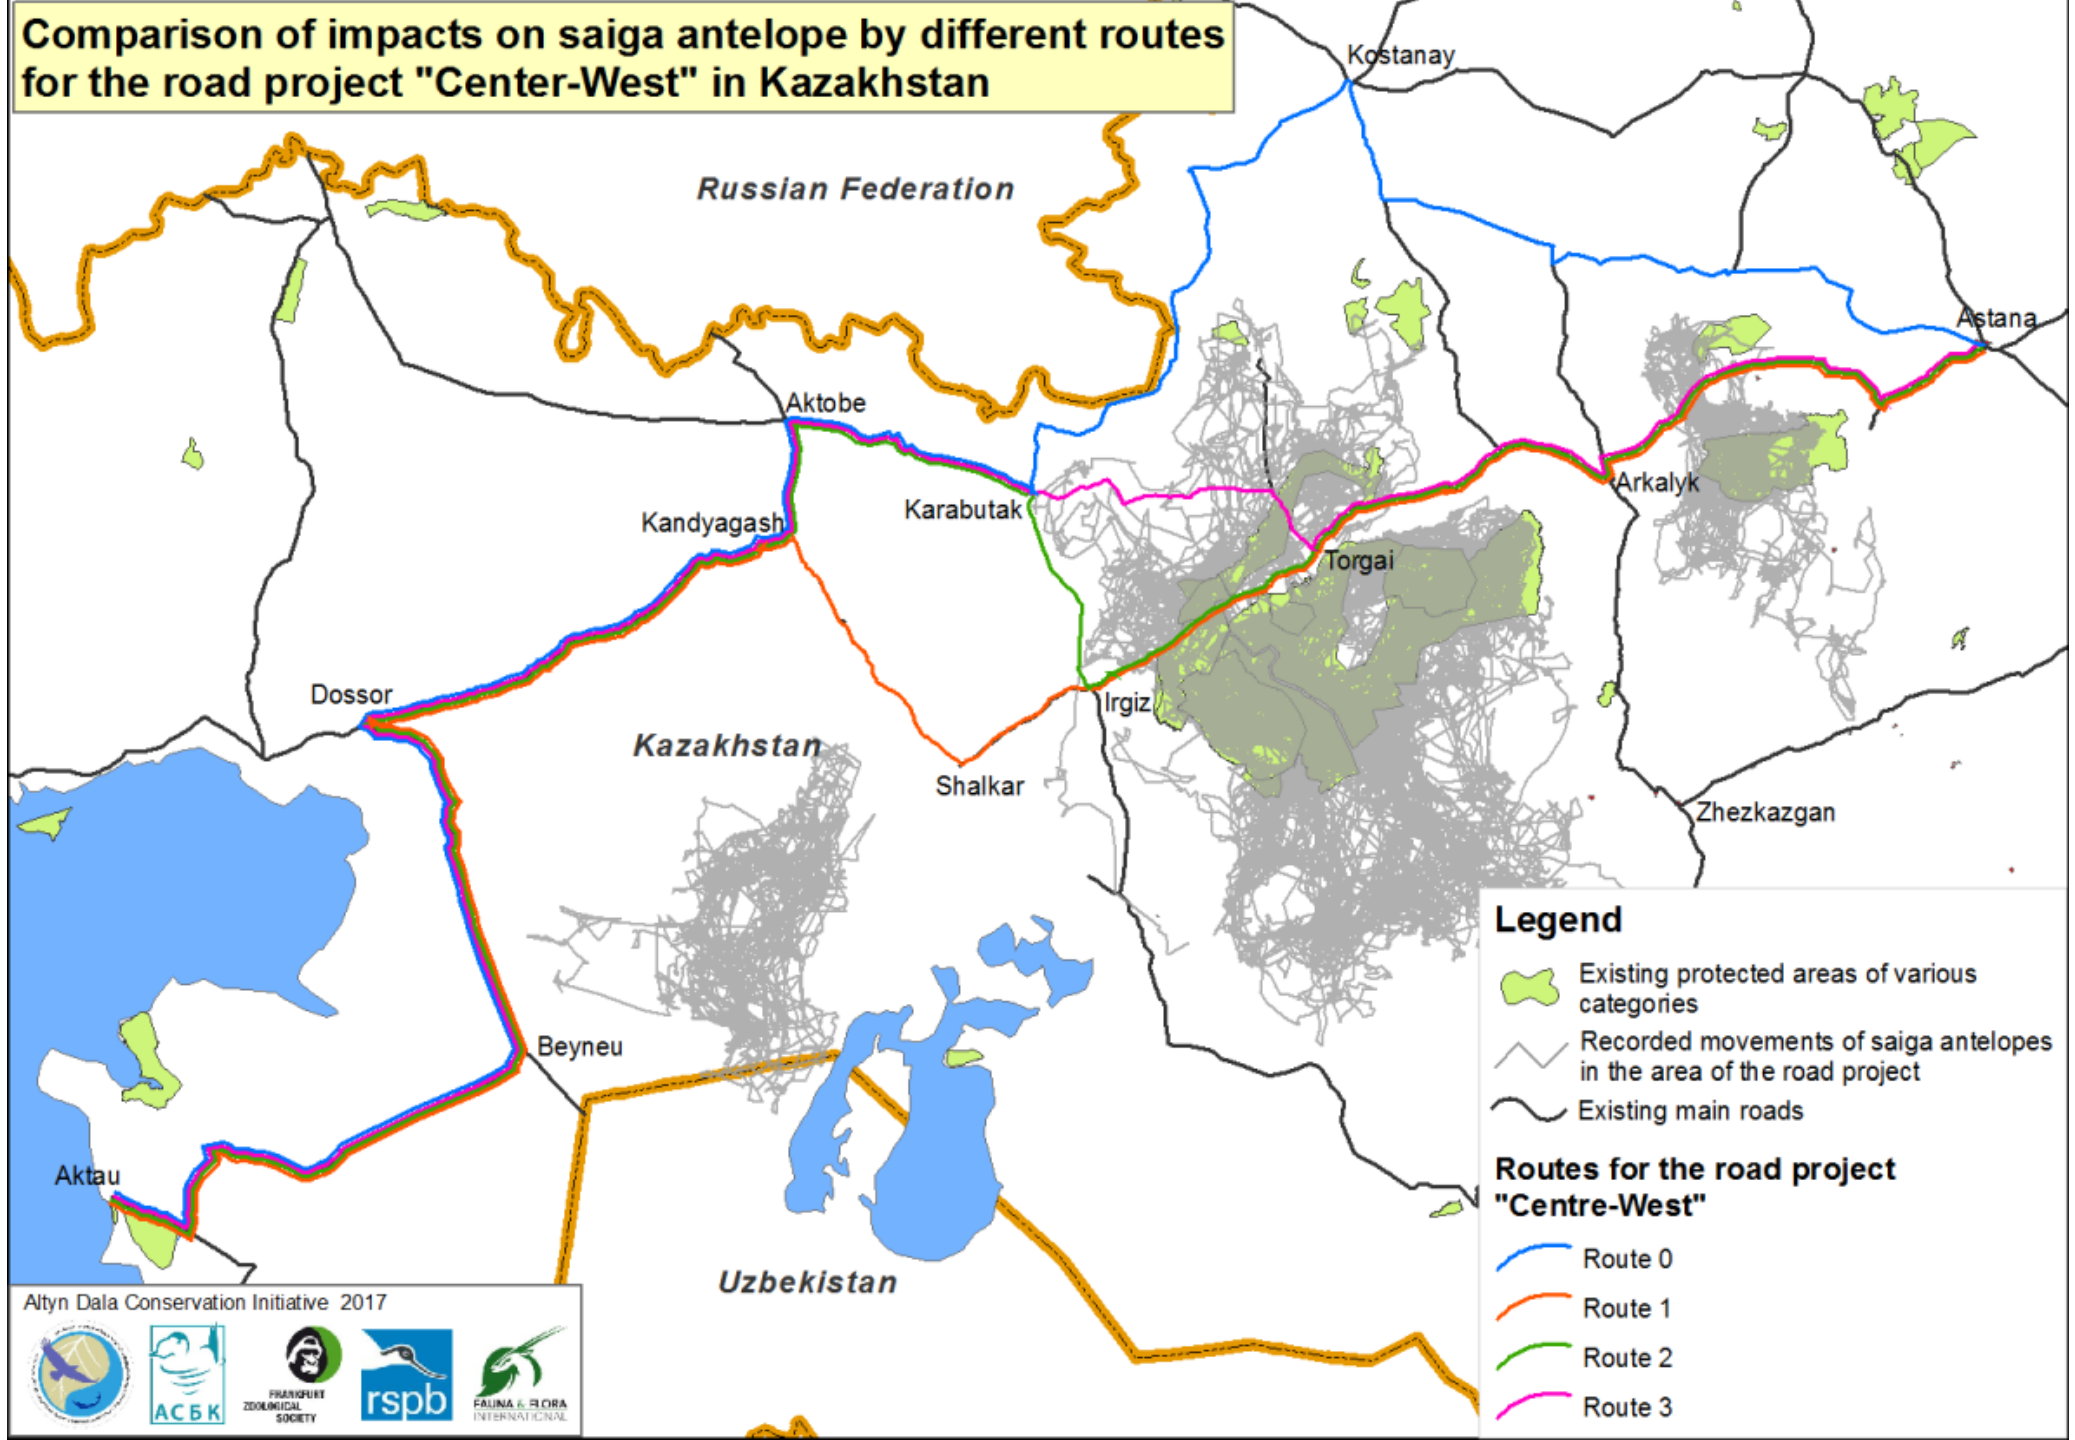 Comparison of impacts on saiga antelope by different routes
for the road project "Center-West" in Kazakhstan
Kostanay
Russian Federation
Astana
Aktobe
Arkalyk
Karabutak
Kandyagash
Torgai
Dossor
Irgiz
Kazakhstan
Shalkar
Zhezkazgan
Beyneu
Aktau
Uzbekistan
Legend
Existing protected areas of various
categories
Recorded movements of saiga antelopes
in the area of the road project
Existing main roads
Routes for the road project
"Centre-West"
Route 0
Route 1
Route 2
Route 3
Altyn Dala Conservation Initiative 2017
АСБК
FRANKFURT
ZOOLOGICAL
SOCIETY
rspb
FAUNA & FLORA
INTERNATIONAL